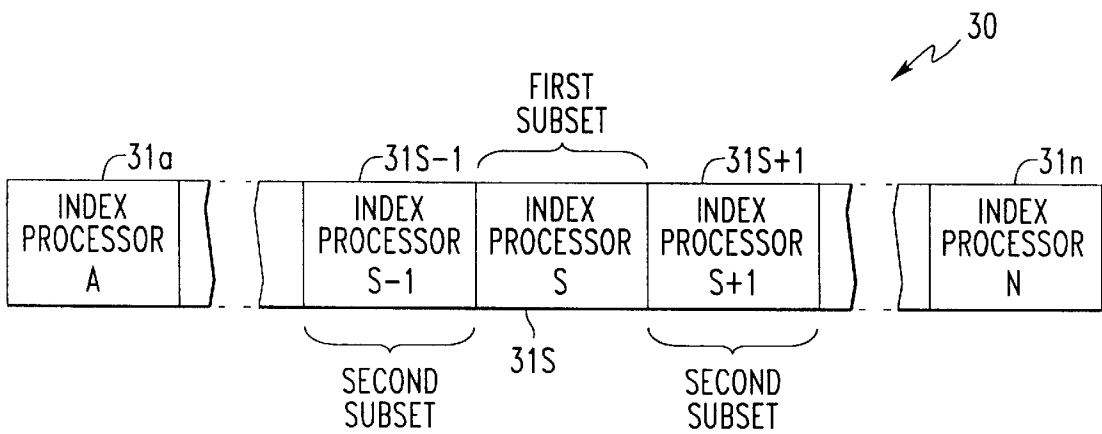 30
FIRST
SUBSET
31a
31S-1
31S+1
31n
INDEX
PROCESSOR
A
INDEX
PROCESSOR
S-1
INDEX
PROCESSOR
S
INDEX
PROCESSOR
S+1
INDEX
PROCESSOR
N
SECOND
SUBSET
31S
SECOND
SUBSET